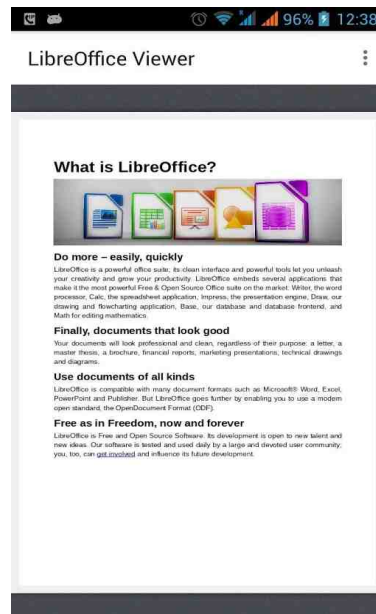 96% 12:38
LibreOffice Viewer
What is LibreOffice?
Do more – easily, quickly
LibreOffice is a powerful office suite; its clean interface and powerful tools let you unleash
your creativity and grow your productivity. LibreOffice embeds several applications that
make it the most powerful Free & Open Source Office suite on the market: Writer, the word
processor, Calc, the spreadsheet application, Impress, the presentation engine, Draw, our
drawing and flowcharting application, Base, our database and database frontend, and
Math for editing mathematics.
Finally, documents that look good
Your documents will look professional and clean, regardless of their purpose: a letter, a
master thesis, a brochure, financial reports, marketing presentations, technical drawings
and diagrams.
Use documents of all kinds
LibreOffice is compatible with many document formats such as Microsoft® Word, Excel,
PowerPoint and Publisher. But LibreOffice goes further by enabling you to use a modern
open standard, the OpenDocument Format (ODF).
Free as in Freedom, now and forever
LibreOffice is Free and Open Source Software. Its development is open to new talent and
new ideas. Our software is tested and used daily by a large and devoted user community;
you, too, can get involved and influence its future development.